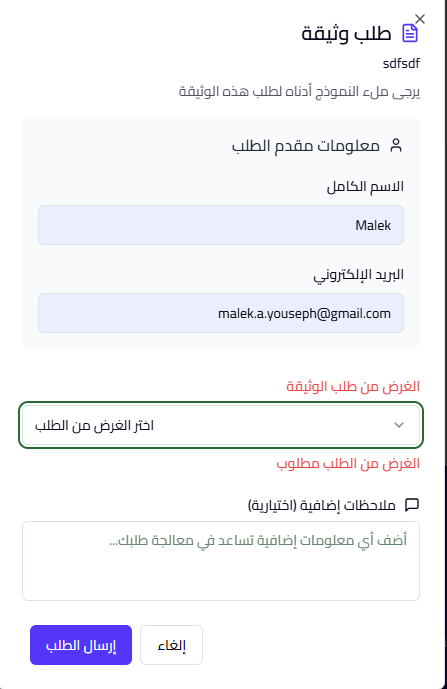 طلب وثيقة
sdfsdf
يرجى ملء النموذج أدناه لطلب هذه الوثيقة
معلومات مقدم الطلب
الاسم الكامل
Malek
البريد الإلكتروني
malek.a.youseph@gmail.com
الغرض من طلب الوثيقة
اختر الغرض من الطلب
الغرض من الطلب مطلوب
ملاحظات إضافية (اختيارية)
أضف أي معلومات إضافية تساعد في معالجة طلبك...
إلغاء
إرسال الطلب